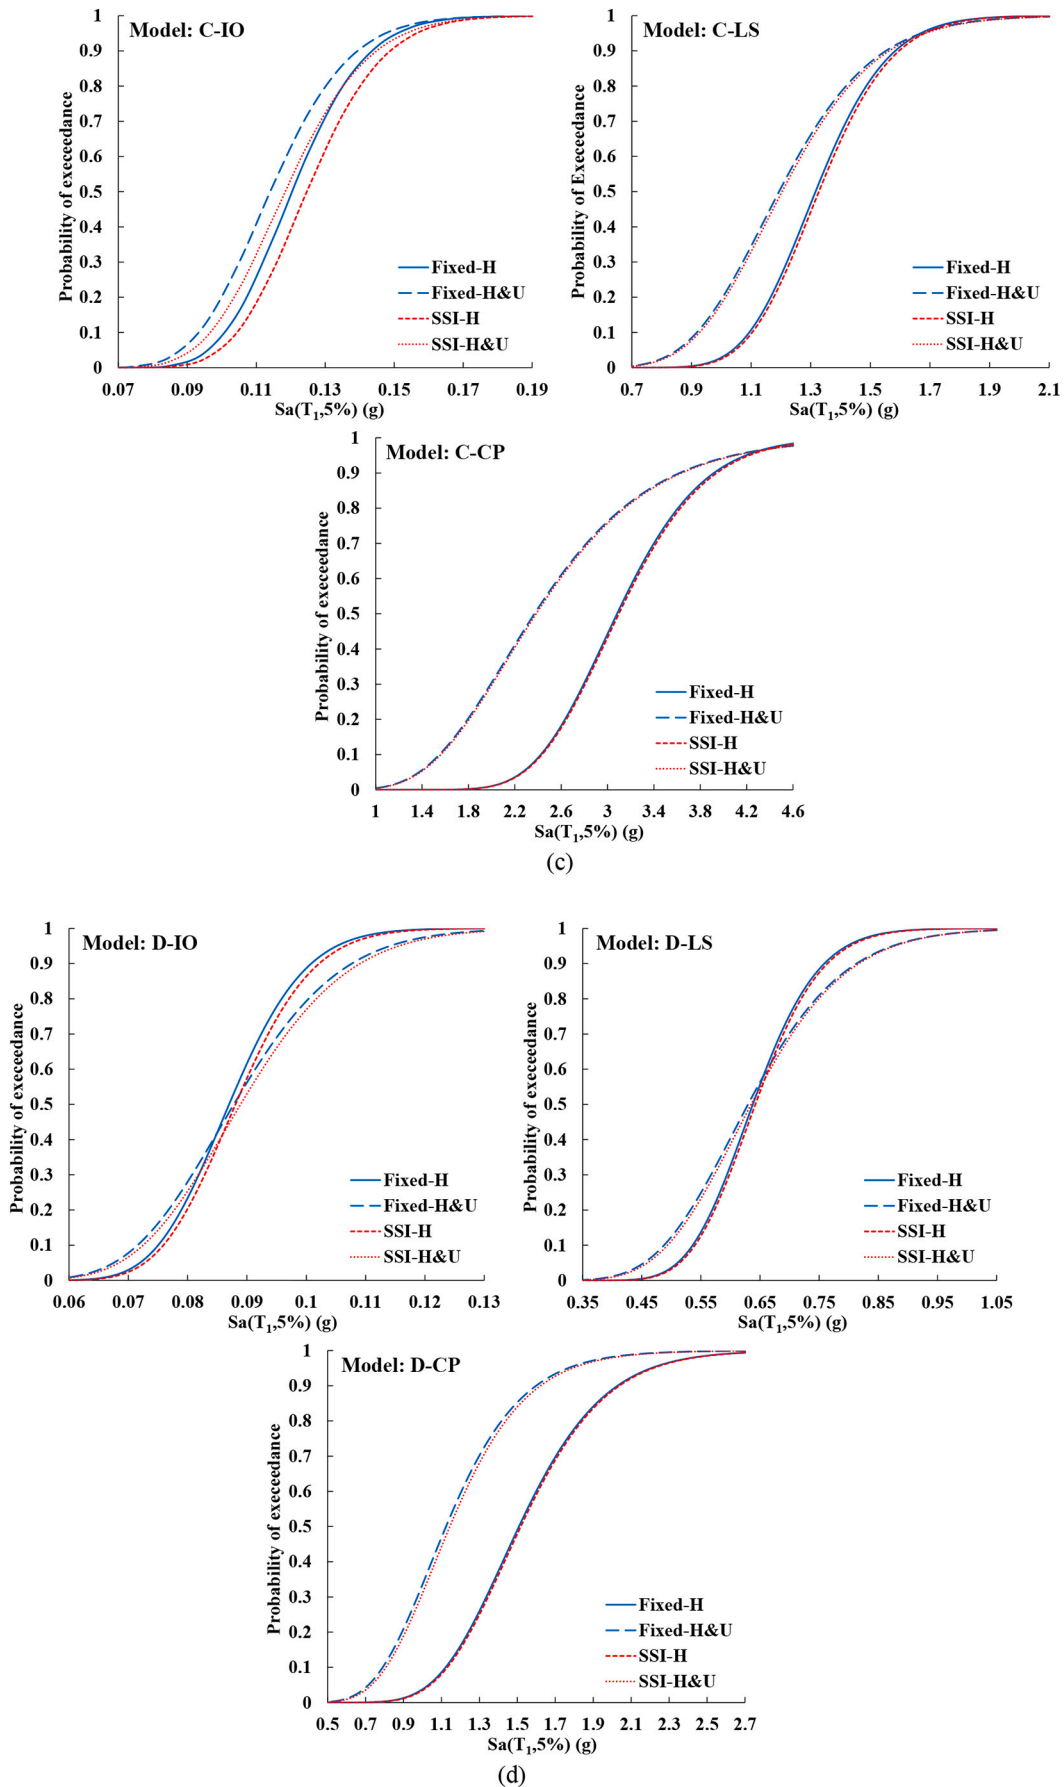 Model: C-IO
Probability of execeedance
1
0.9
0.8
0.7
0.6
0.5
0.4
0.3
0.2
0.1
0
Fixed-H
Fixed-H&U
SSI-H
SSI-H&U
0.07 0.09 0.11 0.13 0.15 0.17 0.19
Sa(T1,5%) (g)
Model: C-LS
Probability of Exceedance
1
0.9
0.8
0.7
0.6
0.5
0.4
0.3
0.2
0.1
0
Fixed-H
Fixed-H&U
SSI-H
SSI-H&U
0.7 0.9 1.1 1.3 1.5 1.7 1.9 2.1
Sa(T1,5%) (g)
Model: C-CP
Probability of execeedance
1
0.9
0.8
0.7
0.6
0.5
0.4
0.3
0.2
0.1
0
Fixed-H
Fixed-H&U
SSI-H
SSI-H&U
1 1.4 1.8 2.2 2.6 3 3.4 3.8 4.2 4.6
Sa(T1,5%) (g)
(c)
Model: D-IO
Probability of execeedance
1
0.9
0.8
0.7
0.6
0.5
0.4
0.3
0.2
0.1
0
Fixed-H
Fixed-H&U
SSI-H
SSI-H&U
0.06 0.07 0.08 0.09 0.1 0.11 0.12 0.13
Sa(T1,5%) (g)
Model: D-LS
Probability of execeedance
1
0.9
0.8
0.7
0.6
0.5
0.4
0.3
0.2
0.1
0
Fixed-H
Fixed-H&U
SSI-H
SSI-H&U
0.35 0.45 0.55 0.65 0.75 0.85 0.95 1.05
Sa(T1,5%) (g)
Model: D-CP
Probability of execeedance
1
0.9
0.8
0.7
0.6
0.5
0.4
0.3
0.2
0.1
0
Fixed-H
Fixed-H&U
SSI-H
SSI-H&U
0.5 0.7 0.9 1.1 1.3 1.5 1.7 1.9 2.1 2.3 2.5 2.7
Sa(T1,5%) (g)
(d)